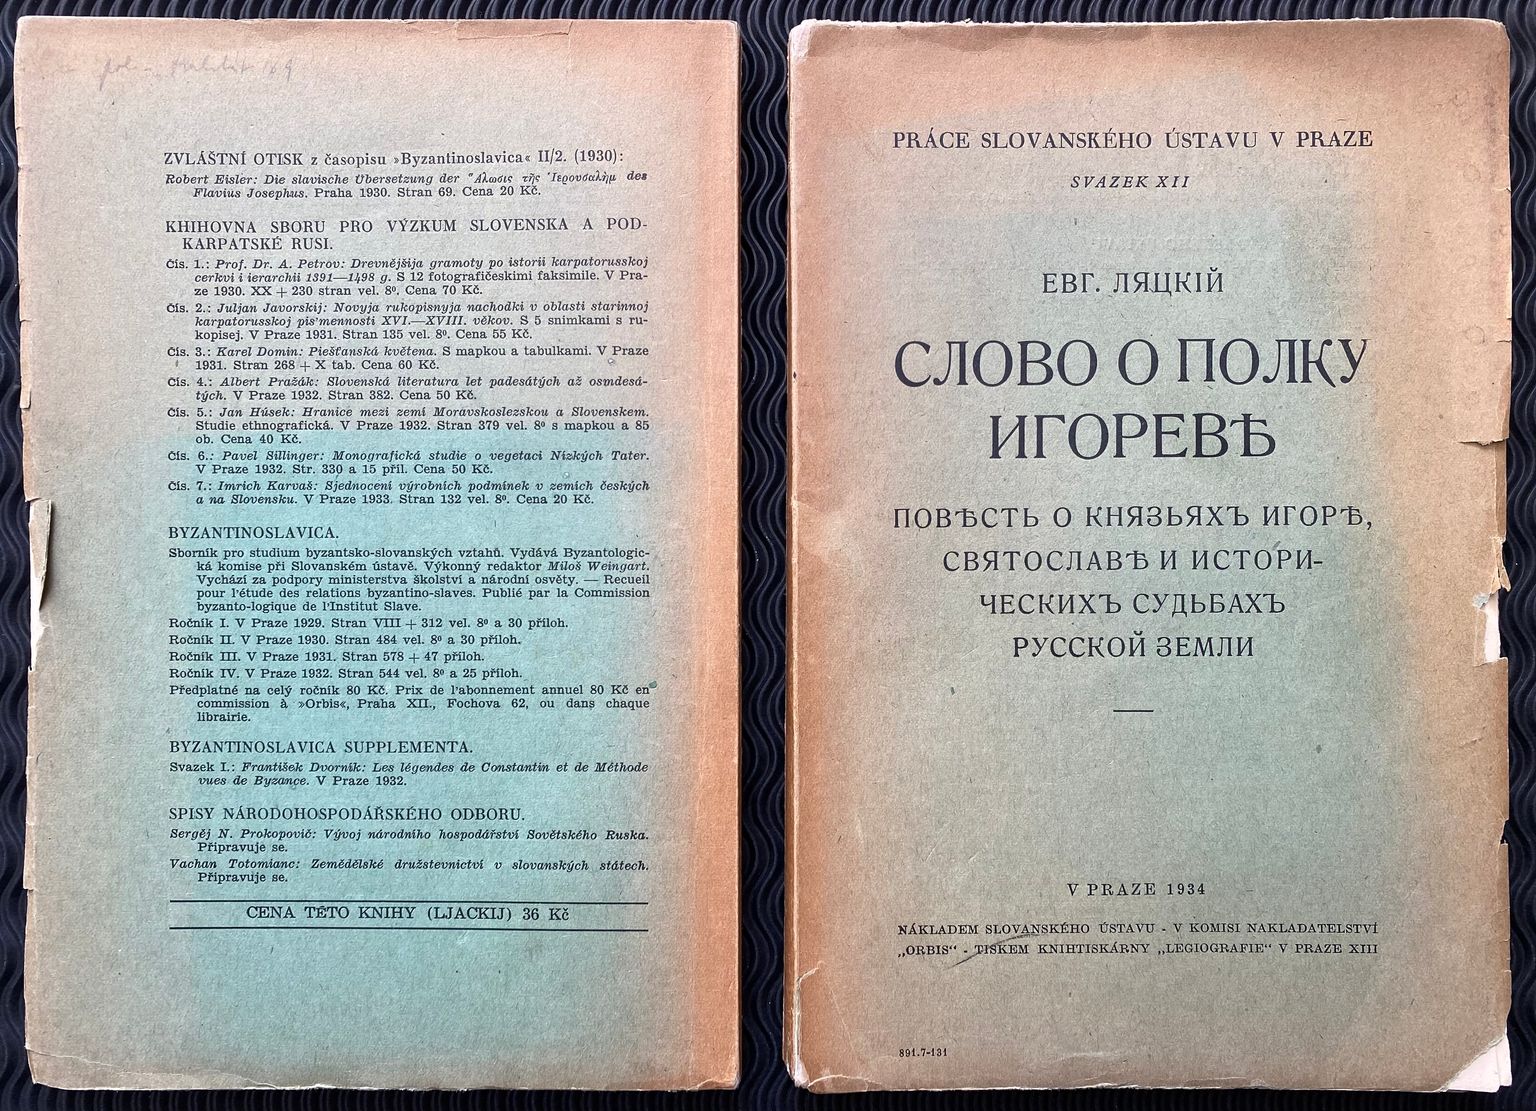 ZVLÁŠTNÍ OTISK z časopisu »Byzantinoslavica« II/2. (1930):
Robert Eisler: Die slavische Übersetzung der Ἅλωσις τῆς Ἱερουσαλὴμ des
Flavius Josephus. Praha 1930. Stran 69. Cena 20 Kč.
KHIHOVNA SBORU PRO VÝZKUM SLOVENSKA A POD-
KARPATSKÉ RUSI.
Čís. 1.: Prof. Dr. A. Petrov: Drevnějšija gramoty po istorii karpatorusskoj
cerkvi i ierarchii 1391—1498 g. S 12 fotografičeskimi faksimile. V Pra-
ze 1930. XX + 230 stran vel. 8⁰. Cena 70 Kč.
Čís. 2.: Juljan Javorskij: Novyja rukopisnyja nachodki v oblasti starinnoj
karpatorusskoj pis'mennosti XVI.—XVIII. věkov. S 5 snimkami s ru-
kopisej. V Praze 1931. Stran 135 vel. 8⁰. Cena 55 Kč.
Čís. 3.: Karel Domin: Piešťanská květena. S mapkou a tabulkami. V Praze
1931. Stran 268 + X tab. Cena 60 Kč.
Čís. 4.: Albert Pražák: Slovenská literatura let padesátých až osmdesá-
tých. V Praze 1932. Stran 382. Cena 50 Kč.
Čís. 5.: Jan Húsek: Hranice mezi zemí Moravskoslezskou a Slovenskem.
Studie ethnografická. V Praze 1932. Stran 379 vel. 8⁰ s mapkou a 85
ob. Cena 40 Kč.
Čís. 6.: Pavel Sillinger: Monografická studie o vegetaci Nízkých Tater.
V Praze 1932. Str. 330 a 15 příl. Cena 50 Kč.
Čís. 7.: Imrich Karvaš: Sjednocení výrobních podmínek v zemích českých
a na Slovensku. V Praze 1933. Stran 132 vel. 8⁰. Cena 20 Kč.
BYZANTINOSLAVICA.
Sborník pro studium byzantsko-slovanských vztahů. Vydává Byzantologic-
ká komise při Slovanském ústavě. Výkonný redaktor Miloš Weingart.
Vychází za podpory ministerstva školství a národní osvěty. — Recueil
pour l'étude des relations byzantino-slaves. Publié par la Commission
byzanto-logique de l'Institut Slave.
Ročník I. V Praze 1929. Stran VIII + 312 vel. 8⁰ a 30 příloh.
Ročník II. V Praze 1930. Stran 484 vel. 8⁰ a 30 příloh.
Ročník III. V Praze 1931. Stran 578 + 47 příloh.
Ročník IV. V Praze 1932. Stran 544 vel. 8⁰ a 25 příloh.
Předplatné na celý ročník 80 Kč. Prix de l'abonnement annuel 80 Kč en
commission à »Orbis«, Praha XII., Fochova 62, ou dans chaque
librairie.
BYZANTINOSLAVICA SUPPLEMENTA.
Svazek I.: František Dvorník: Les légendes de Constantin et de Méthode
vues de Byzance. V Praze 1932.
SPISY NÁRODOHOSPODÁŘSKÉHO ODBORU.
Sergěj N. Prokopovič: Vývoj národního hospodářství Sovětského Ruska.
Připravuje se.
Vachan Totomianc: Zemědělské družstevnictví v slovanských státech.
Připravuje se.
CENA TÉTO KNIHY (LJACKIJ) 36 Kč
PRÁCE SLOVANSKÉHO ÚSTAVU V PRAZE
SVAZEK XII
ЕВГ. ЛЯЦКІЙ
СЛОВО О ПОЛКУ
ИГОРЕВѢ
ПОВѢСТЬ О КНЯЗЬЯХЪ ИГОРѢ,
СВЯТОСЛАВѢ И ИСТОРИ-
ЧЕСКИХЪ СУДЬБАХЪ
РУССКОЙ ЗЕМЛИ
V PRAZE 1934
NÁKLADEM SLOVANSKÉHO ÚSTAVU - V KOMISI NAKLADATELSTVÍ
„ORBIS“ - TISKEM KNIHTISKÁRNY „LEGIOGRAFIE“ V PRAZE XIII
891.7-131